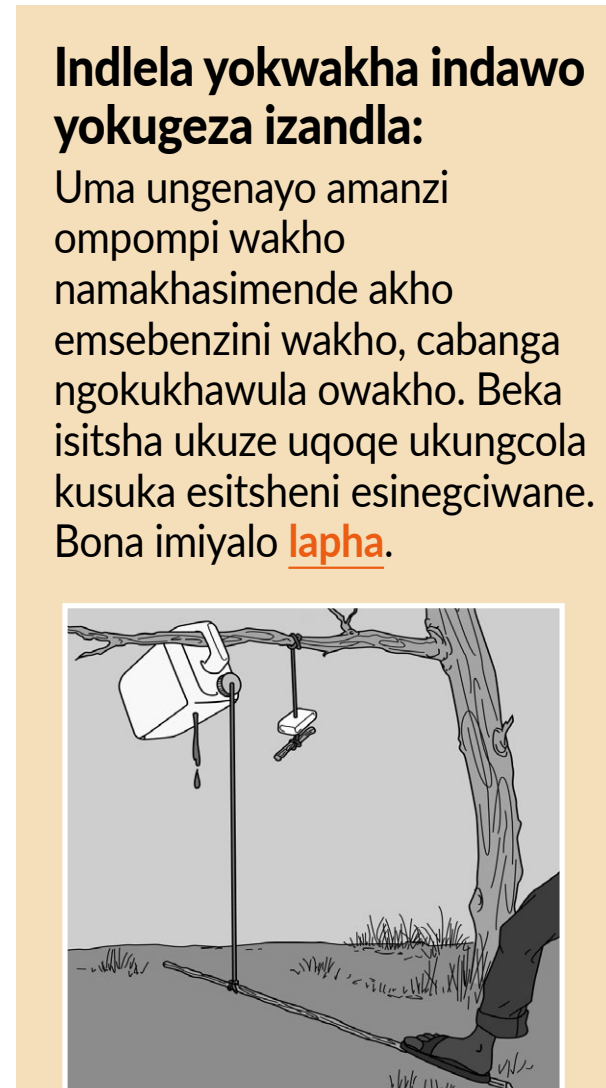 Indlela yokwakha indawo
yokugeza izandla:
Uma ungenayo amanzi
ompompi wakho
namakhasimende akho
emsebenzini wakho, cabanga
ngokukhawula owakho. Beka
isitsha ukuze uqoqe ukungcola
kusuka esitsheni esinegciwane.
Bona imiyalo lapha.